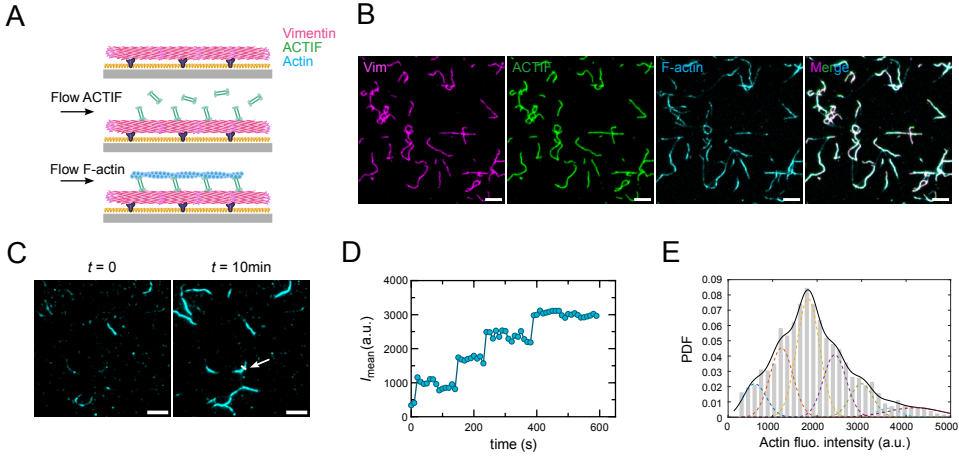 A
Vimentin
ACTIF
Actin
Flow ACTIF
Flow F-actin
B
Vim
ACTIF
F-actin
Merge
C
t = 0
t = 10min
D
I mean (a.u.)
4000
3000
2000
1000
0
0
200
400
600
time (s)
E
PDF
0.09
0.08
0.07
0.06
0.05
0.04
0.03
0.02
0.01
0
0
1000
2000
3000
4000
5000
Actin fluo. intensity (a.u.)